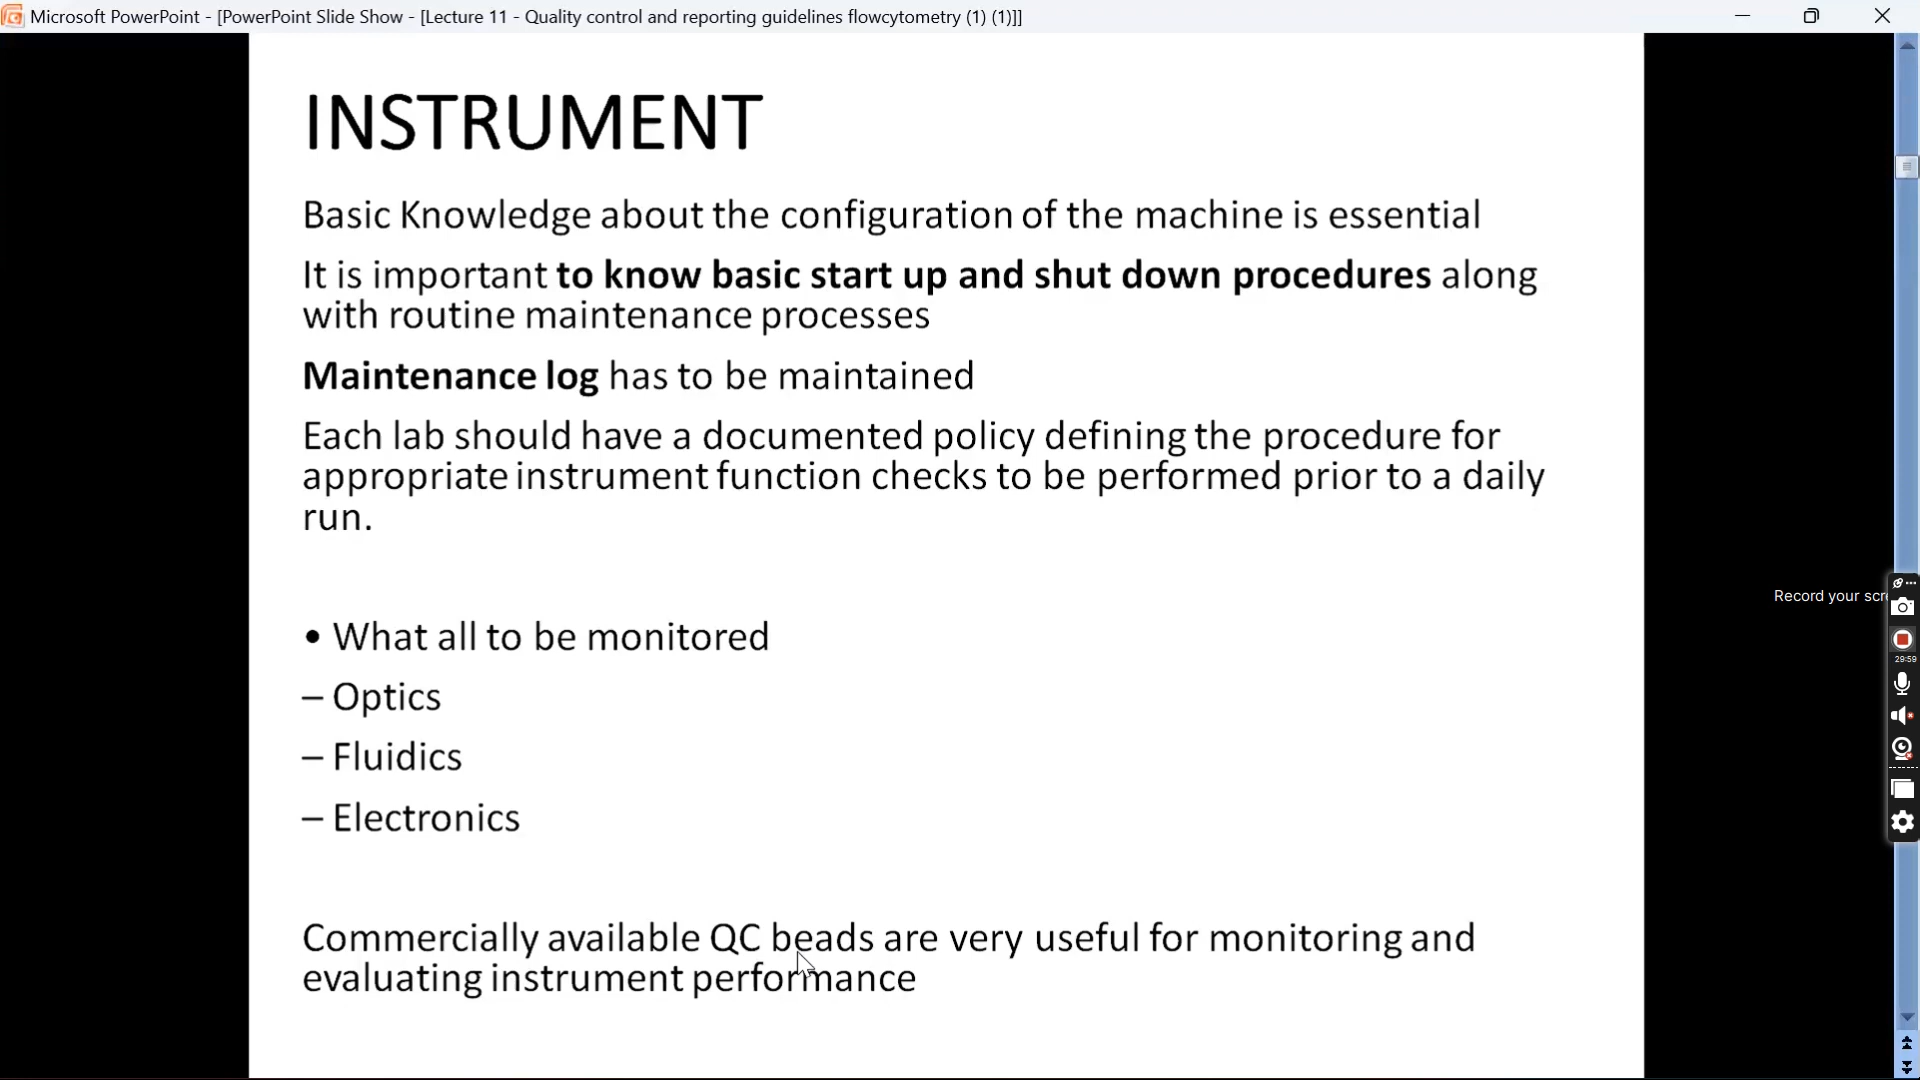 Microsoft PowerPoint - [PowerPoint Slide Show - [Lecture 11 - Quality control and reporting guidelines flowcytometry (1) (1)]]
INSTRUMENT
Basic Knowledge about the configuration of the machine is essential
It is important to know basic start up and shut down procedures along
with routine maintenance processes
Maintenance log has to be maintained
Each lab should have a documented policy defining the procedure for
appropriate instrument function checks to be performed prior to a daily
run.
Record your scre
• What all to be monitored
29:59
– Optics
– Fluidics
– Electronics
Commercially available QC beads are very useful for monitoring and
evaluating instrument performance